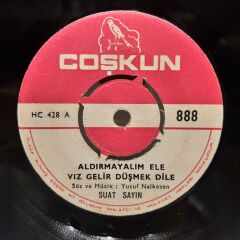 COŞKUN
HC 428 A
888
ALDIRMAYALIM ELE
VIZ GELİR DÜŞMEK DİLE
Söz ve Müzik : Yusuf Nalkesen
SUAT SAYIN